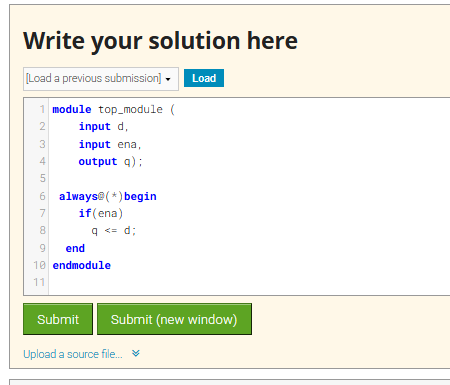 Write your solution here
[Load a previous submission] Load
1 module top_module (
2 input d,
3 input ena,
4 output q);
5
6 always@(*)begin
7 if(ena)
8 q <= d;
9 end
10 endmodule
11
Submit Submit (new window)
Upload a source file...